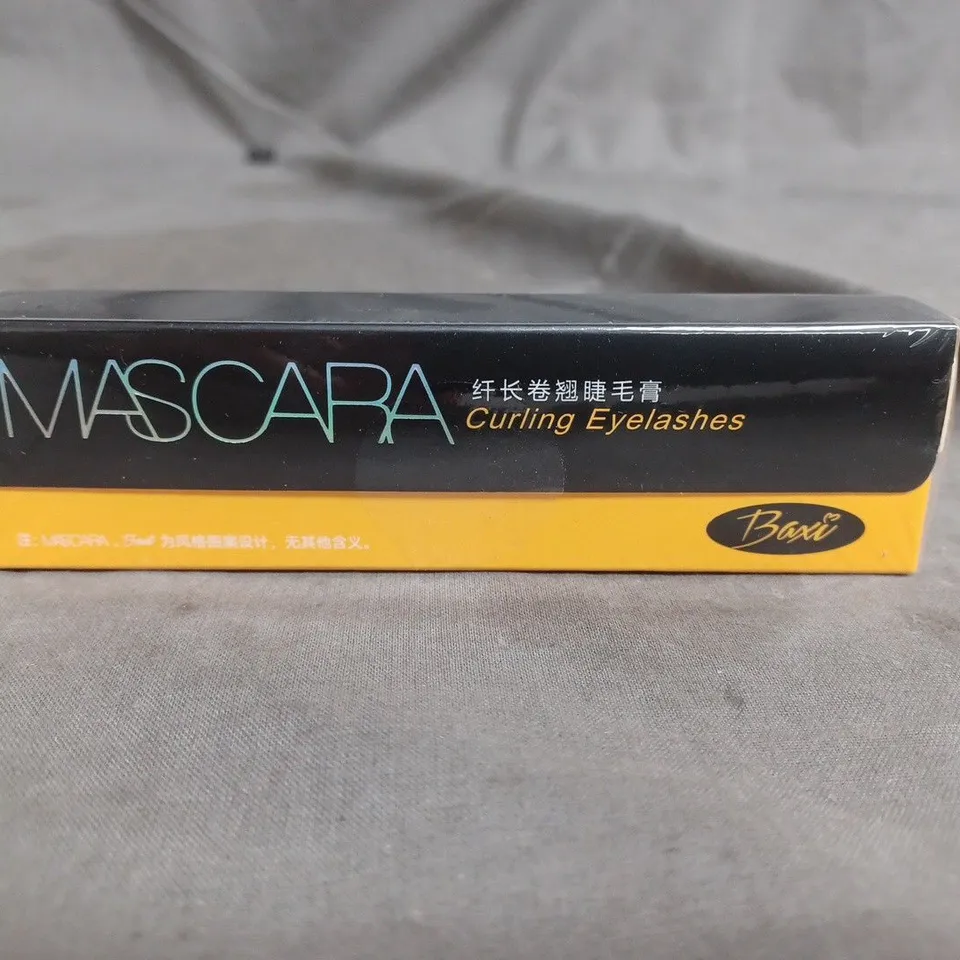 MASCARA
纤长卷翘睫毛膏
Curling Eyelashes
Baxi
注: MASCARA、 为风格图案设计，无其他含义。